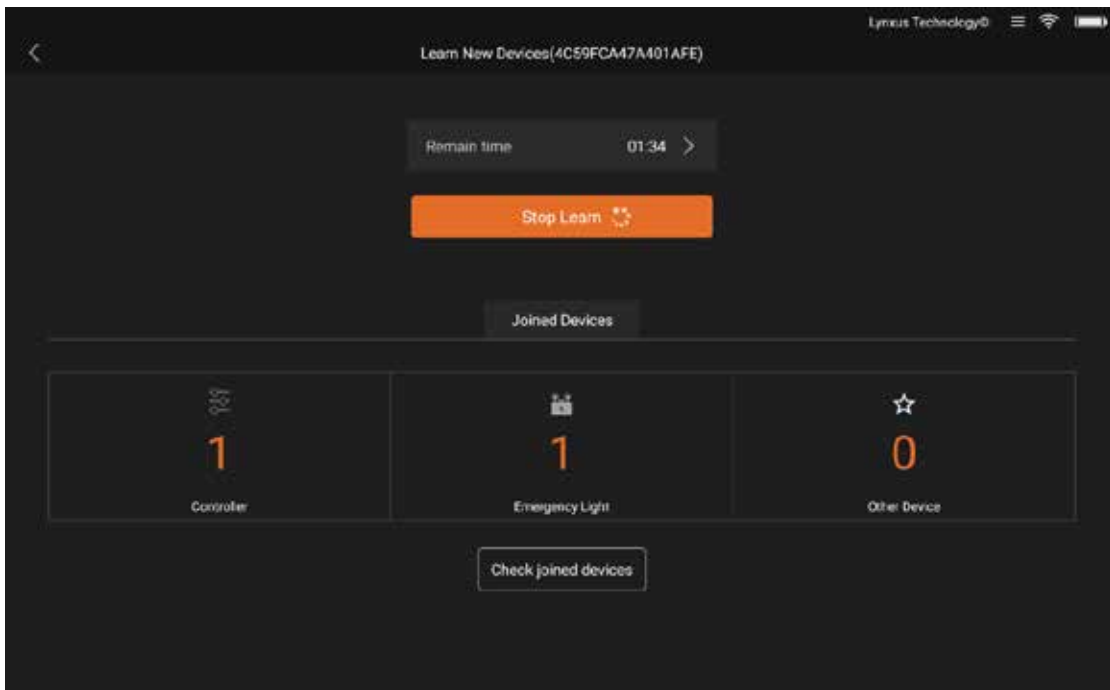 Lynxus Technology®
Learn New Devices(4C59FCA47A401AFE)
Remain time 01:34
Stop Learn
Joined Devices
1 1 0
Controller Emergency Light Other Device
Check joined devices